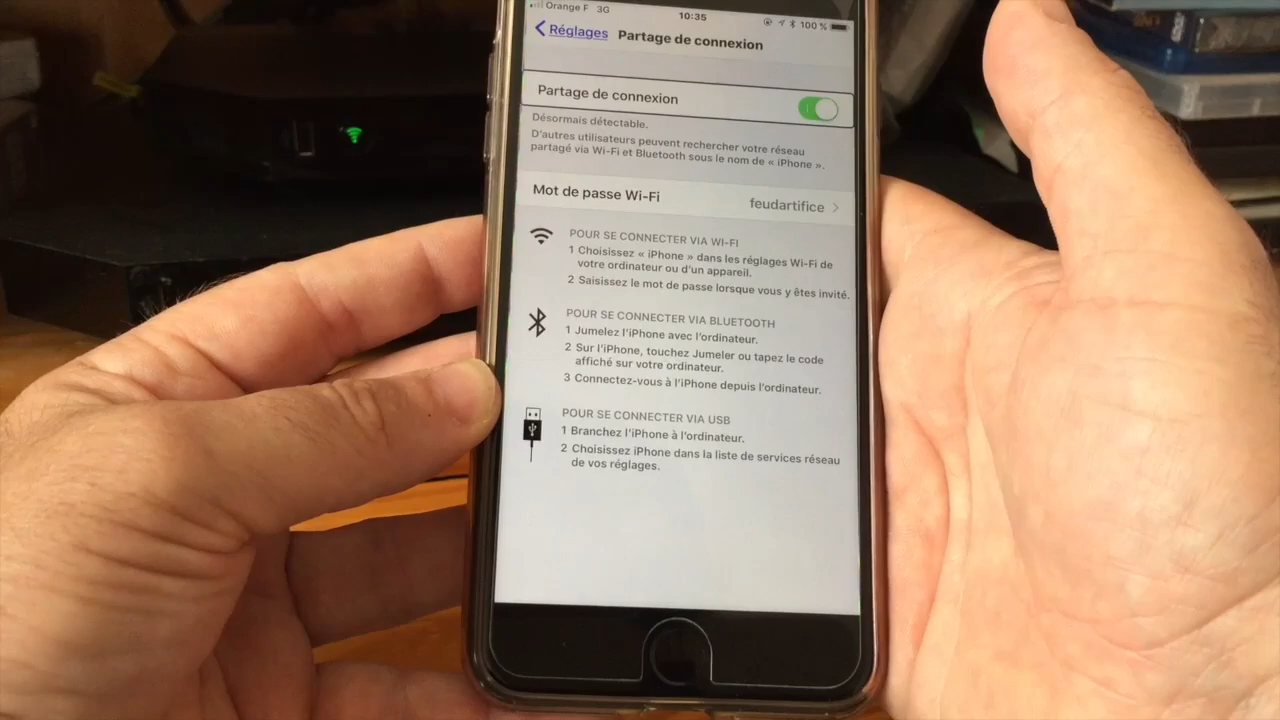 Orange F 3G 10:35 100 %
Réglages Partage de connexion
Partage de connexion
Désormais détectable.
D'autres utilisateurs peuvent rechercher votre réseau
partagé via Wi-Fi et Bluetooth sous le nom de « iPhone ».
Mot de passe Wi-Fi feudartifice
POUR SE CONNECTER VIA WI-FI
1 Choisissez « iPhone » dans les réglages Wi-Fi de
votre ordinateur ou d'un appareil.
2 Saisissez le mot de passe lorsque vous y êtes invité.
POUR SE CONNECTER VIA BLUETOOTH
1 Jumelez l'iPhone avec l'ordinateur.
2 Sur l'iPhone, touchez Jumeler ou tapez le code
affiché sur votre ordinateur.
3 Connectez-vous à l'iPhone depuis l'ordinateur.
POUR SE CONNECTER VIA USB
1 Branchez l'iPhone à l'ordinateur.
2 Choisissez iPhone dans la liste de services réseau
de vos réglages.